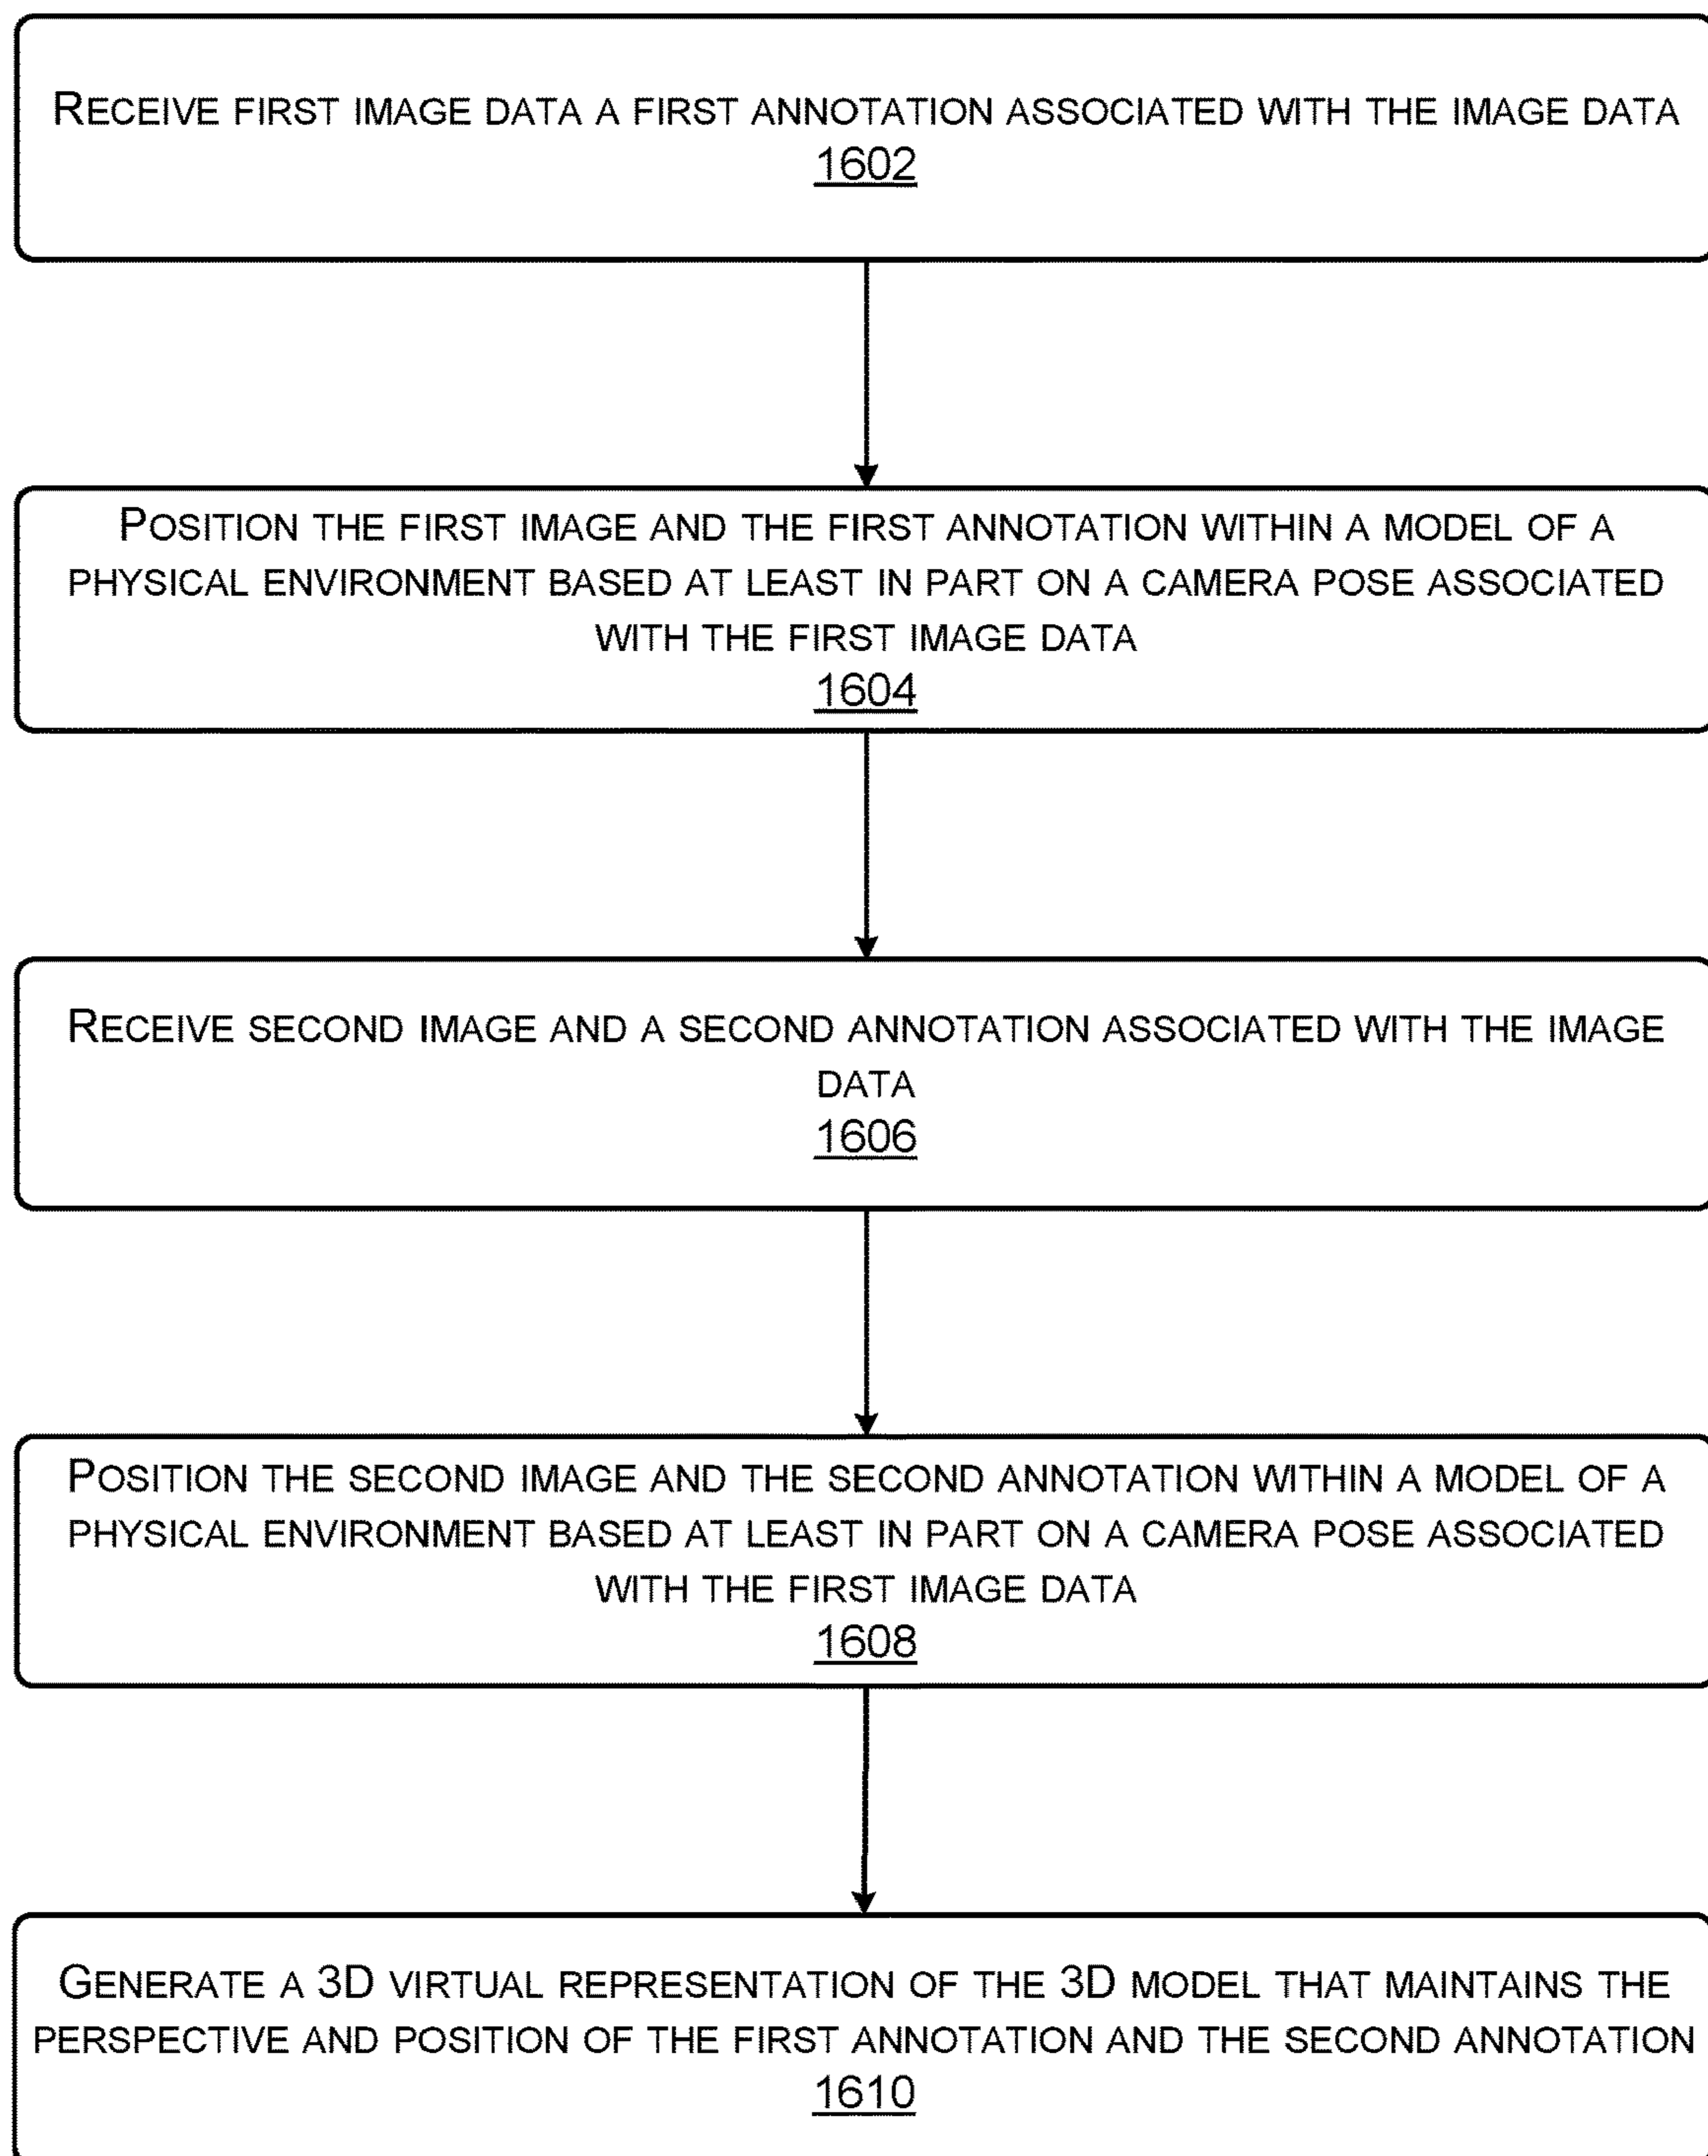 RECEIVE FIRST IMAGE DATA A FIRST ANNOTATION ASSOCIATED WITH THE IMAGE DATA
1602
POSITION THE FIRST IMAGE AND THE FIRST ANNOTATION WITHIN A MODEL OF A
PHYSICAL ENVIRONMENT BASED AT LEAST IN PART ON A CAMERA POSE ASSOCIATED
WITH THE FIRST IMAGE DATA
1604
RECEIVE SECOND IMAGE AND A SECOND ANNOTATION ASSOCIATED WITH THE IMAGE
DATA
1606
POSITION THE SECOND IMAGE AND THE SECOND ANNOTATION WITHIN A MODEL OF A
PHYSICAL ENVIRONMENT BASED AT LEAST IN PART ON A CAMERA POSE ASSOCIATED
WITH THE FIRST IMAGE DATA
1608
GENERATE A 3D VIRTUAL REPRESENTATION OF THE 3D MODEL THAT MAINTAINS THE
PERSPECTIVE AND POSITION OF THE FIRST ANNOTATION AND THE SECOND ANNOTATION
1610